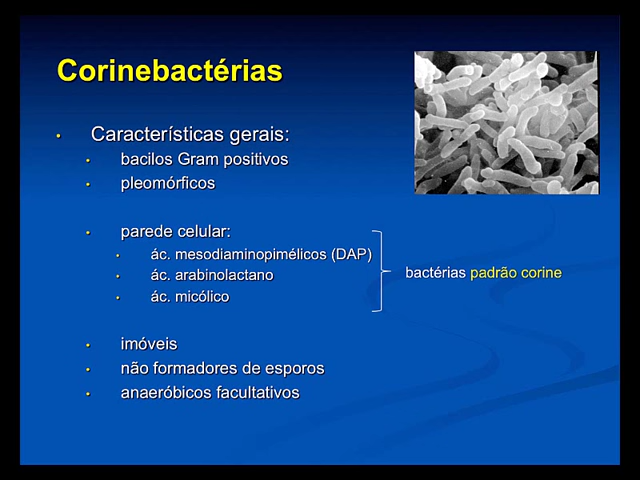 Corinebactérias
Características gerais:
bacilos Gram positivos
pleomórficos
parede celular:
ác. mesodiaminopimélicos (DAP)
ác. arabinolactano
ác. micólico
bactérias padrão corine
imóveis
não formadores de esporos
anaeróbicos facultativos